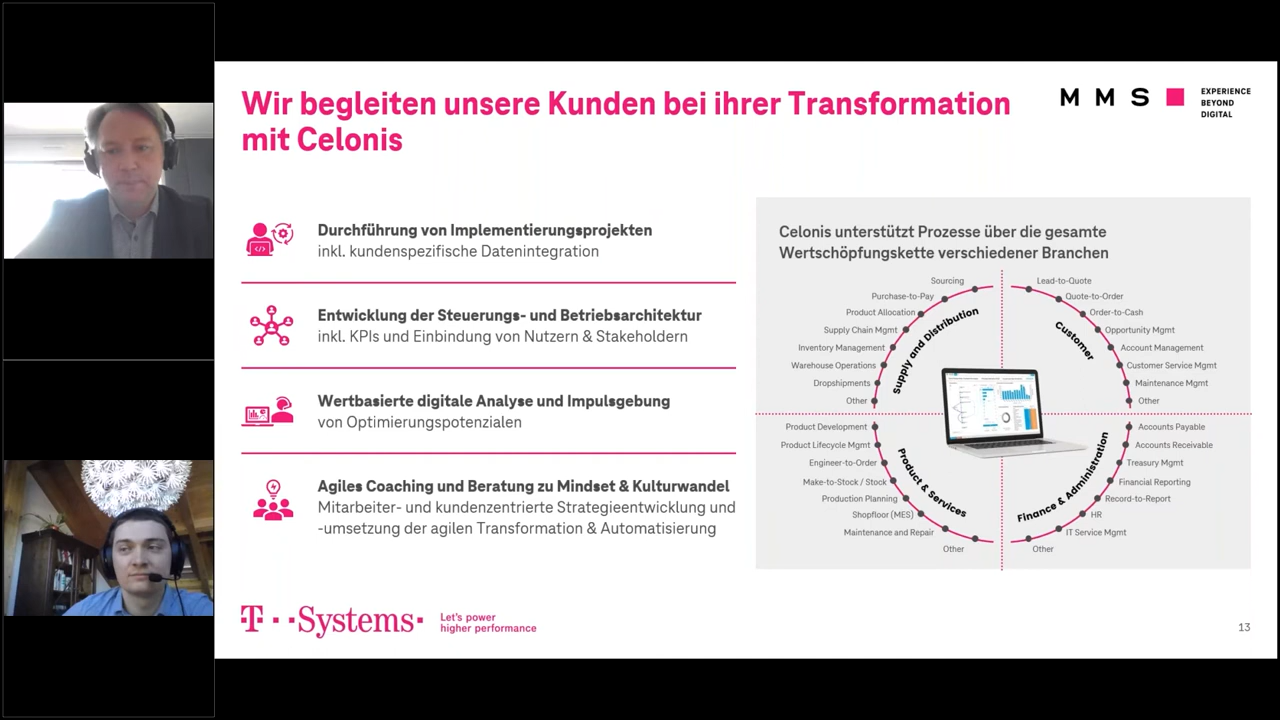 Wir begleiten unsere Kunden bei ihrer Transformation
mit Celonis
M M S
EXPERIENCE
BEYOND
DIGITAL
Durchführung von Implementierungsprojekten
inkl. kundenspezifische Datenintegration
Entwicklung der Steuerungs- und Betriebsarchitektur
inkl. KPIs und Einbindung von Nutzern & Stakeholdern
Wertbasierte digitale Analyse und Impulsgebung
von Optimierungspotenzialen
Agiles Coaching und Beratung zu Mindset & Kulturwandel
Mitarbeiter- und kundenzentrierte Strategieentwicklung und
-umsetzung der agilen Transformation & Automatisierung
Celonis unterstützt Prozesse über die gesamte
Wertschöpfungskette verschiedener Branchen
Sourcing
Purchase-to-Pay
Product Allocation
Supply Chain Mgmt
Inventory Management
Warehouse Operations
Dropshipments
Other
Supply and Distribution
Lead-to-Quote
Quote-to-Order
Order-to-Cash
Opportunity Mgmt
Account Management
Customer Service Mgmt
Maintenance Mgmt
Other
Customer
Product Development
Product Lifecycle Mgmt
Engineer-to-Order
Make-to-Stock / Stock
Production Planning
Shopfloor (MES)
Maintenance and Repair
Other
Product & Services
Accounts Payable
Accounts Receivable
Treasury Mgmt
Financial Reporting
Record-to-Report
HR
IT Service Mgmt
Other
Finance & Administration
T · · Systems ·
Let's power
higher performance
13